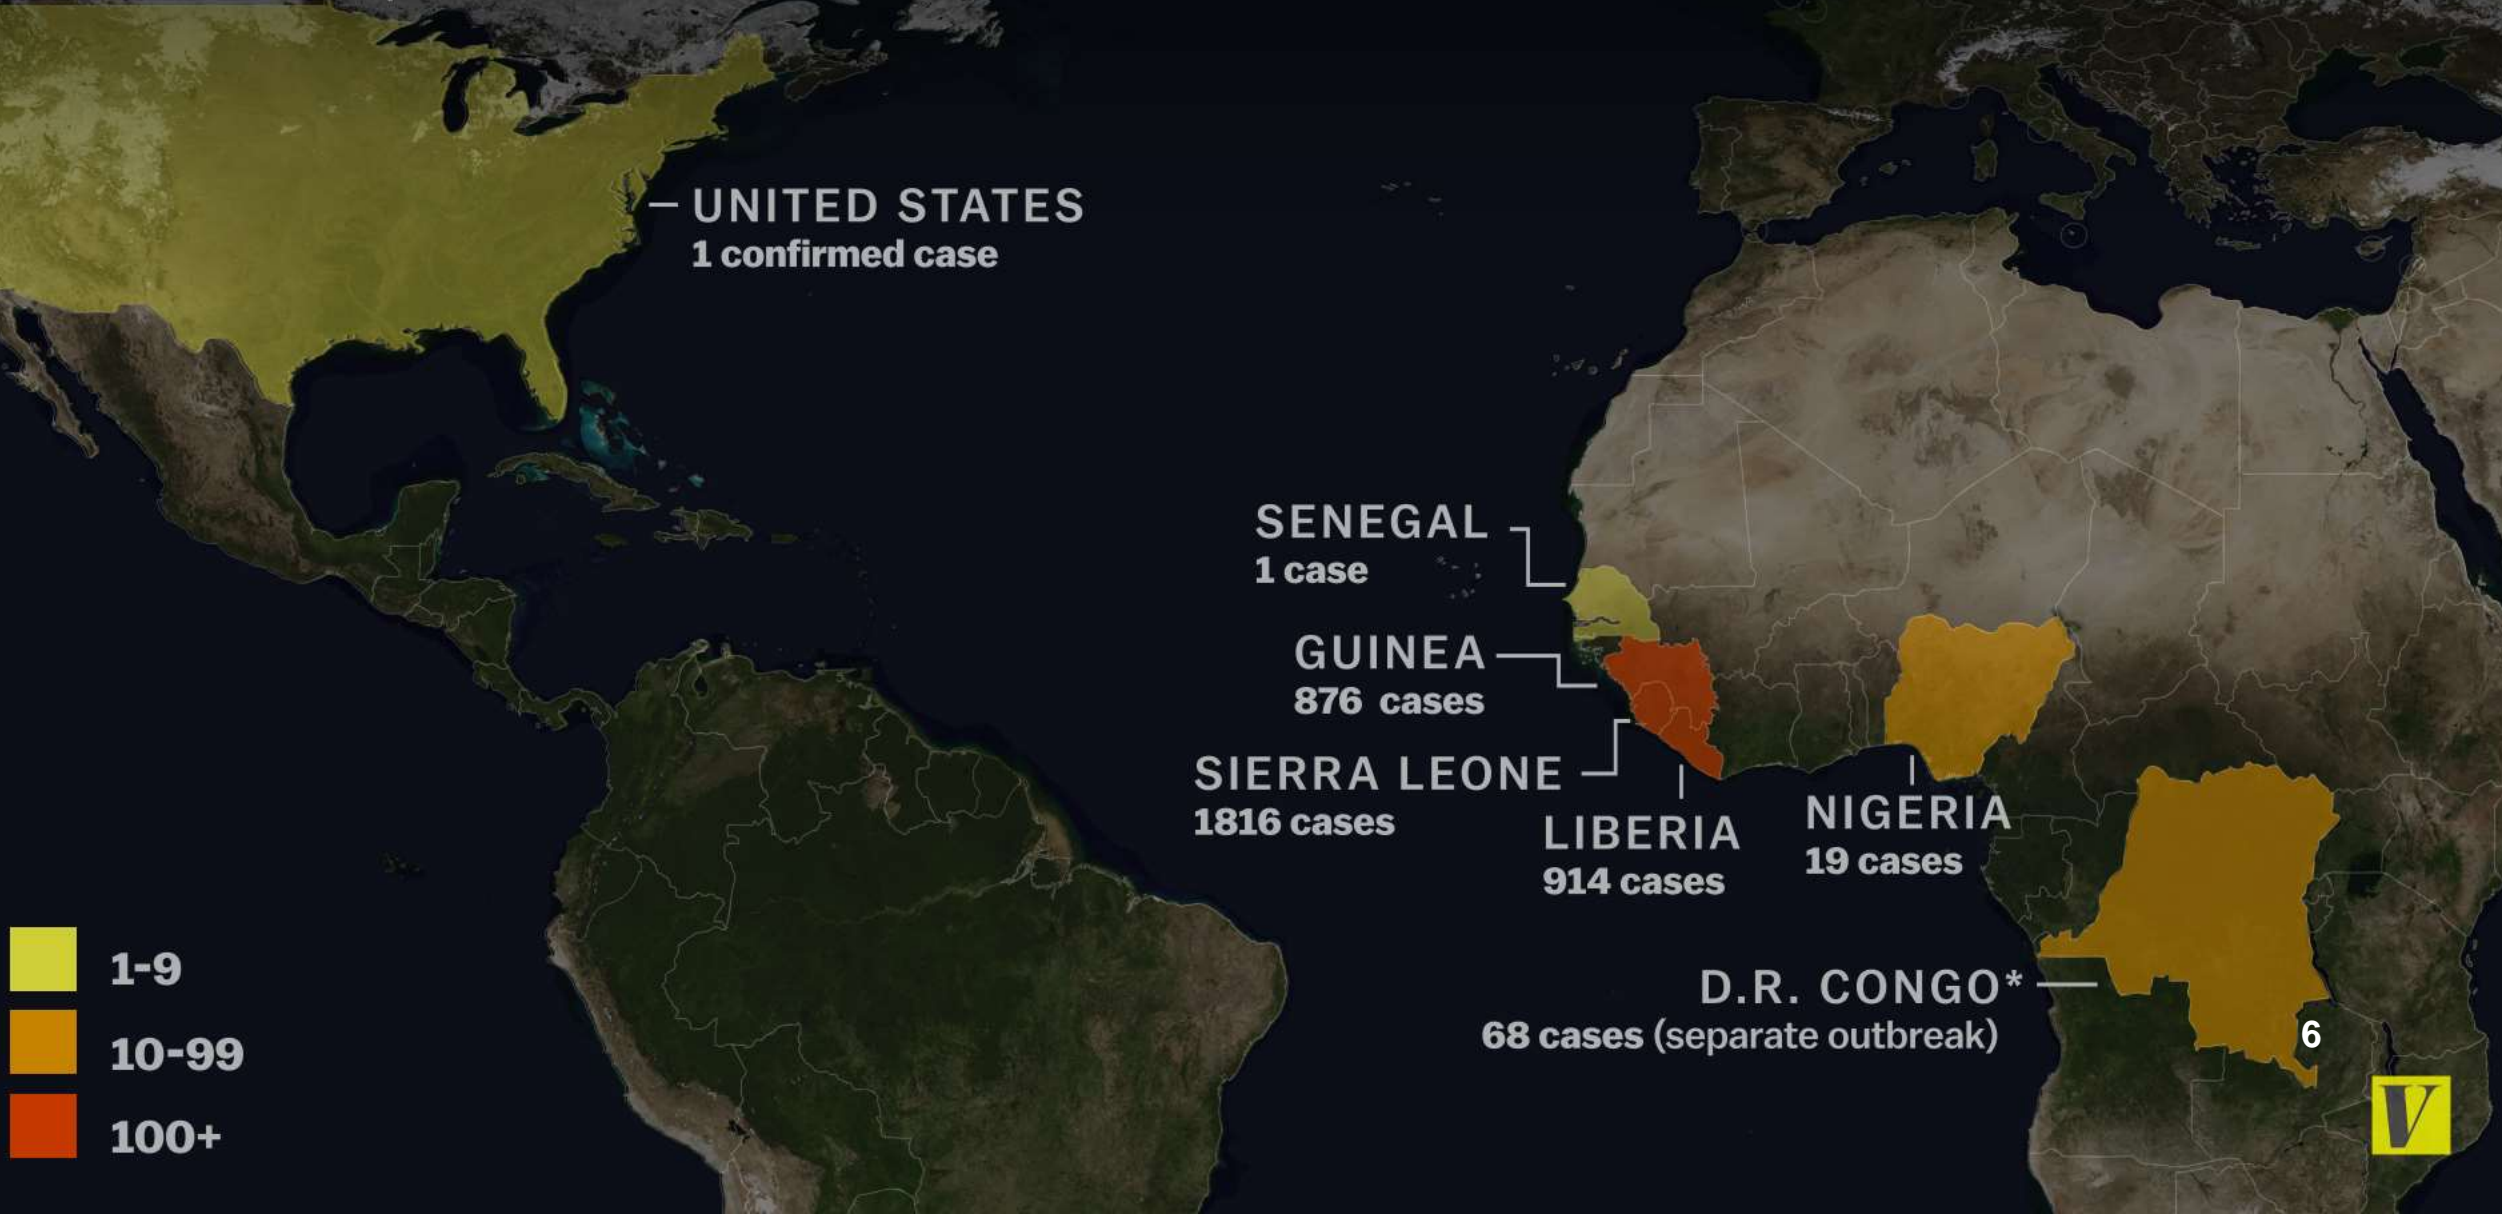 UNITED STATES
1 confirmed case
SENEGAL
1 case
GUINEA
876 cases
SIERRA LEONE
1816 cases
LIBERIA
914 cases
NIGERIA
19 cases
D.R. CONGO*
68 cases (separate outbreak)
6
1-9
10-99
100+
V